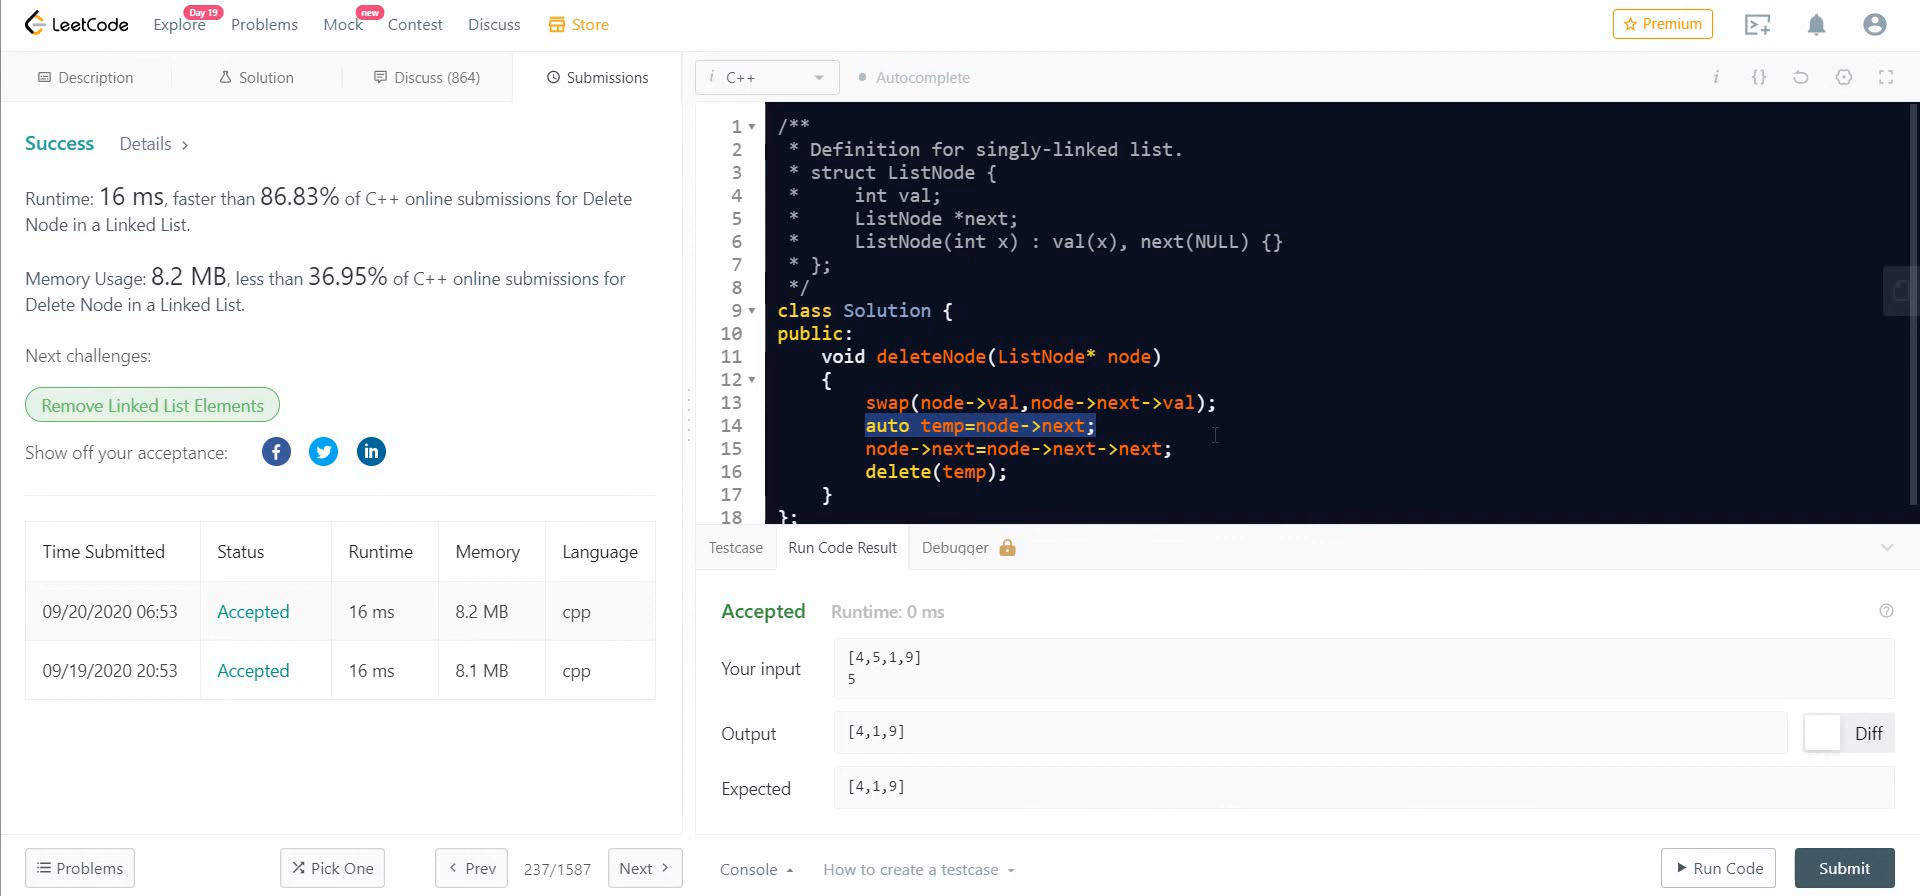 LeetCode Explore Day 19 Problems Mock new Contest Discuss Store Premium
Description Solution Discuss (864) Submissions
i C++ Autocomplete i {}
Success Details >
Runtime: 16 ms, faster than 86.83% of C++ online submissions for Delete
Node in a Linked List.
Memory Usage: 8.2 MB, less than 36.95% of C++ online submissions for
Delete Node in a Linked List.
Next challenges:
Remove Linked List Elements
Show off your acceptance:
Time Submitted Status Runtime Memory Language
09/20/2020 06:53 Accepted 16 ms 8.2 MB cpp
09/19/2020 20:53 Accepted 16 ms 8.1 MB cpp
Problems Pick One < Prev 237/1587 Next >
1 /**
2 * Definition for singly-linked list.
3 * struct ListNode {
4 *     int val;
5 *     ListNode *next;
6 *     ListNode(int x) : val(x), next(NULL) {}
7 * };
8 */
9 class Solution {
10 public:
11     void deleteNode(ListNode* node)
12     {
13         swap(node->val,node->next->val);
14         auto temp=node->next;
15         node->next=node->next->next;
16         delete(temp);
17     }
18 };
Testcase Run Code Result Debugger
Accepted Runtime: 0 ms
Your input
[4,5,1,9]
5
Output [4,1,9] Diff
Expected [4,1,9]
Console How to create a testcase Run Code Submit